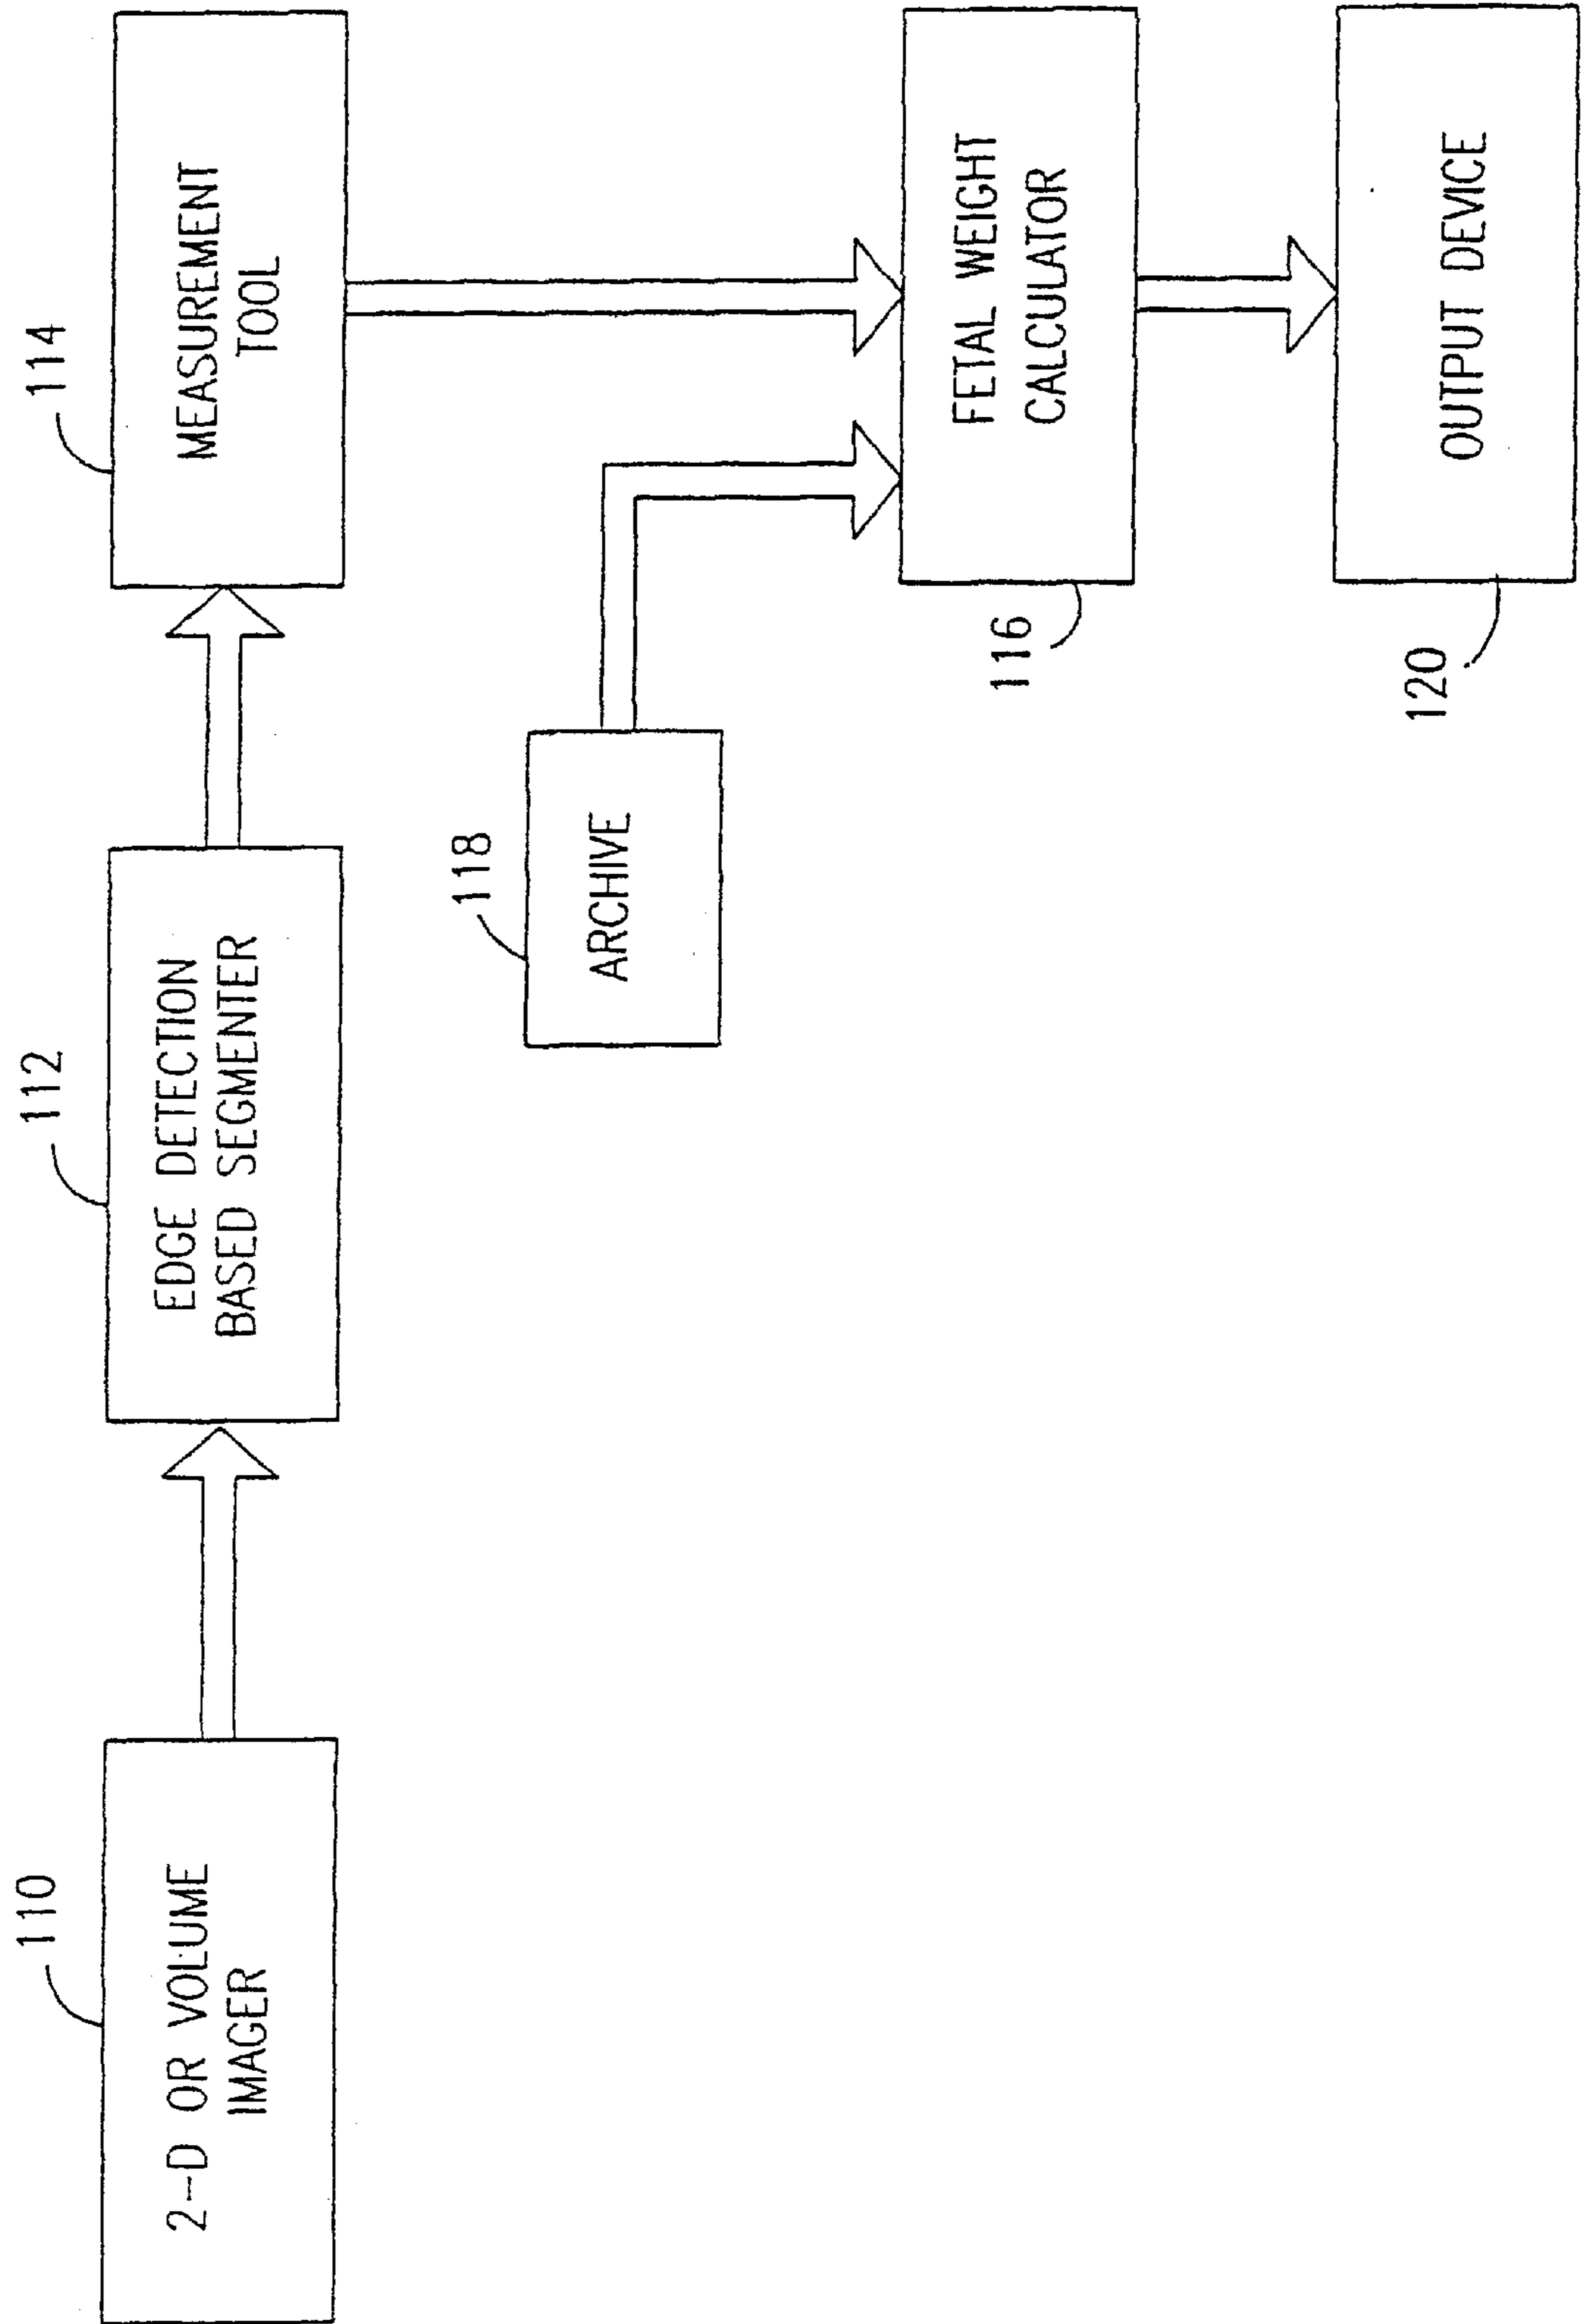 110
2-D OR VOLUME
IMAGER
112
EDGE DETECTION
BASED SEGMENTER
114
MEASUREMENT
TOOL
118
ARCHIVE
116
FETAL WEIGHT
CALCULATOR
120
OUTPUT DEVICE